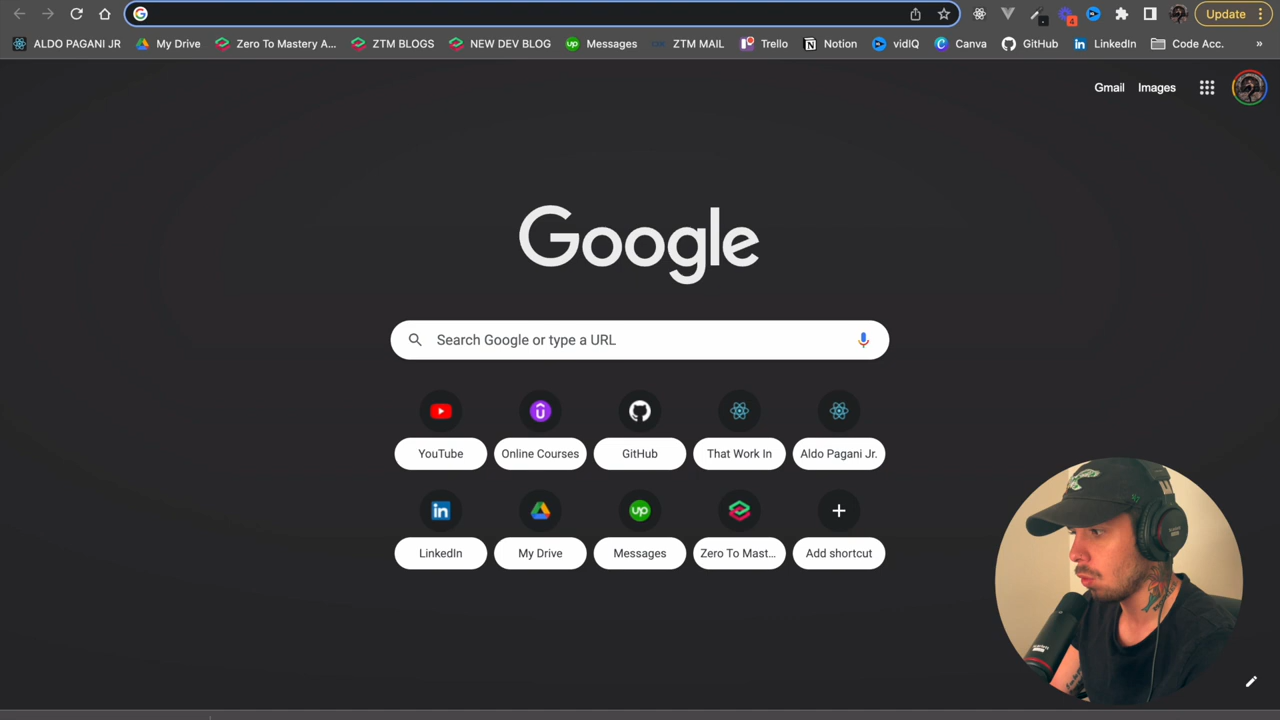 Update
ALDO PAGANI JR
My Drive
Zero To Mastery A...
ZTM BLOGS
NEW DEV BLOG
Messages
ZTM MAIL
Trello
Notion
vidIQ
Canva
GitHub
LinkedIn
Code Acc.
»
Gmail
Images
Google
Search Google or type a URL
YouTube
Online Courses
GitHub
That Work In
Aldo Pagani Jr.
LinkedIn
My Drive
Messages
Zero To Mast...
Add shortcut